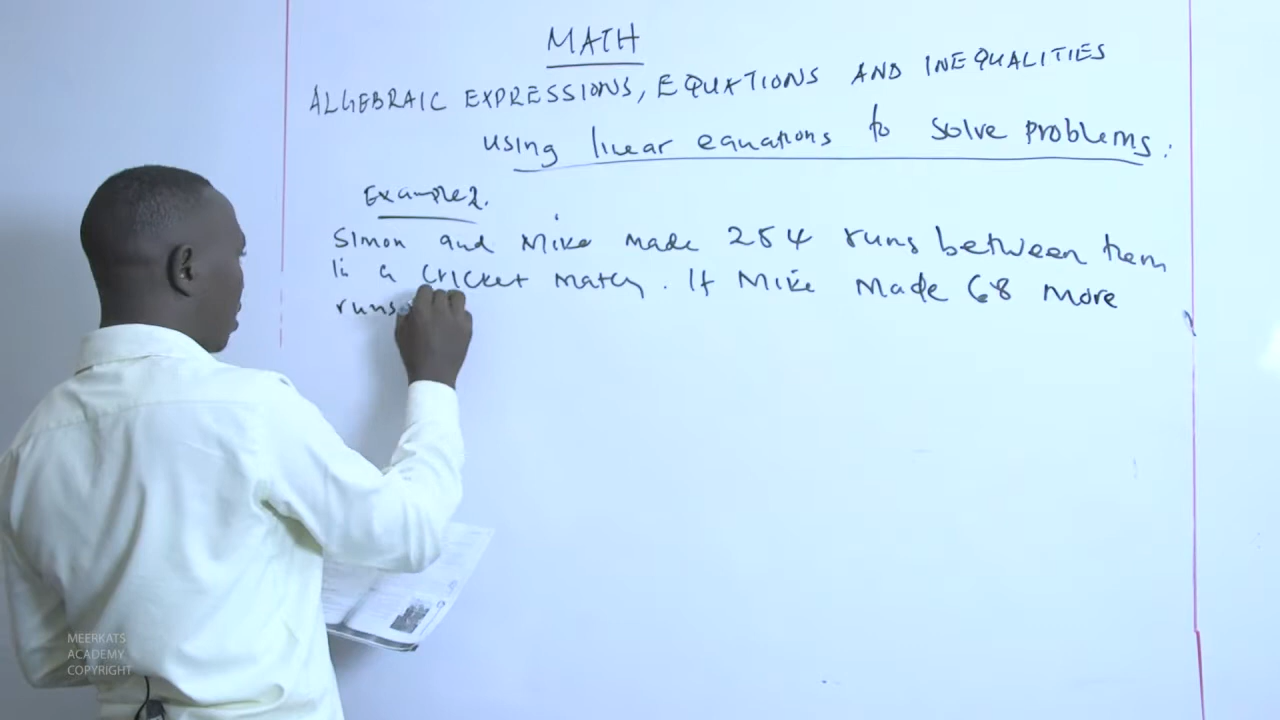 MATH
ALGEBRAIC EXPRESSIONS, EQUATIONS AND INEQUALITIES
using linear equations to solve problems:
Example 2.
Simon and Mike made 254 runs between them
in a cricket match. If Mike made 68 more
runs
MEERKATS
ACADEMY
COPYRIGHT